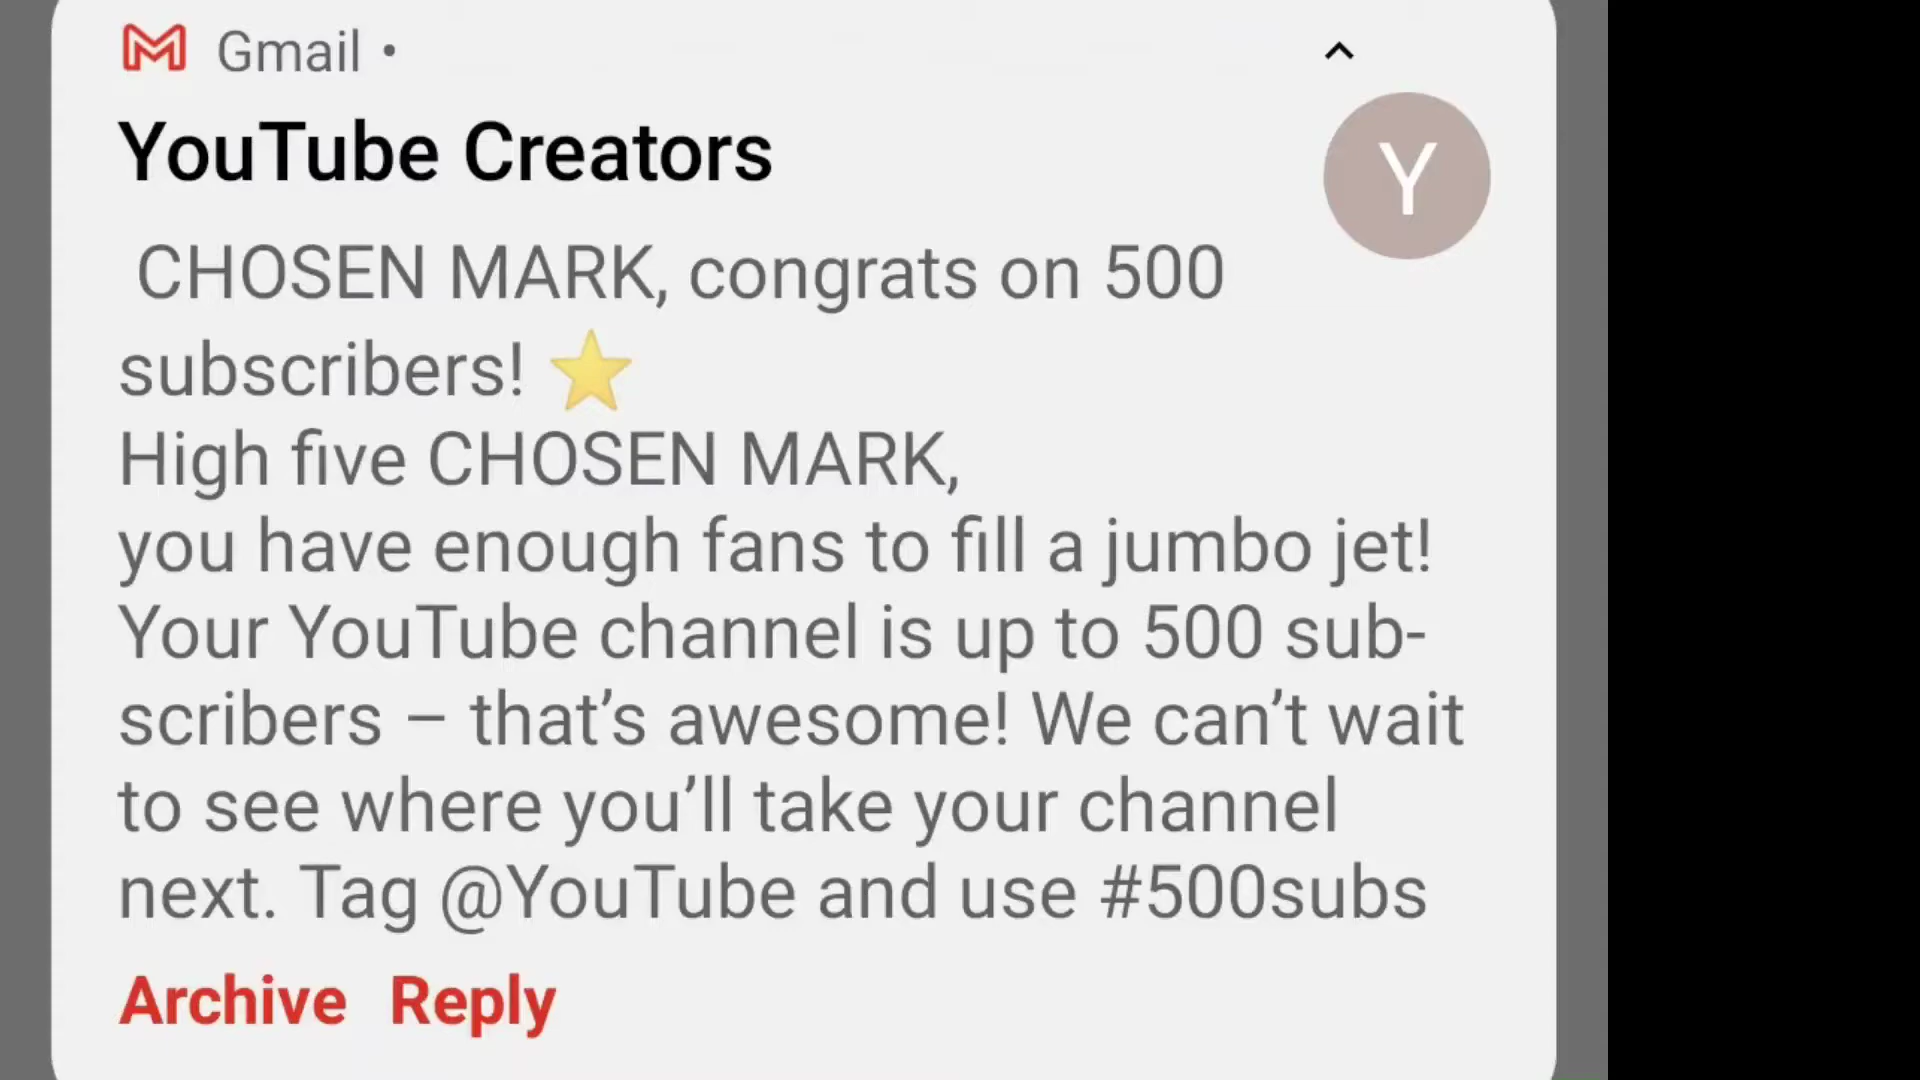 Gmail •
YouTube Creators
Y
CHOSEN MARK, congrats on 500
subscribers! ⭐
High five CHOSEN MARK,
you have enough fans to fill a jumbo jet!
Your YouTube channel is up to 500 sub-
scribers – that’s awesome! We can’t wait
to see where you’ll take your channel
next. Tag @YouTube and use #500subs
Archive Reply